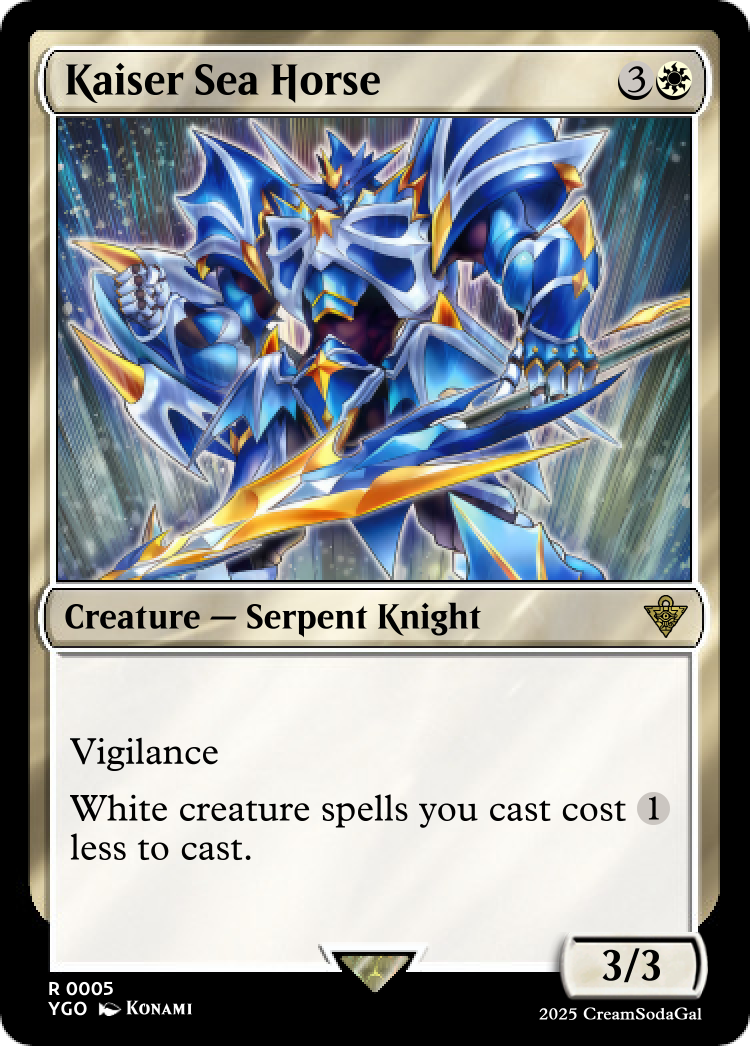 Kaiser Sea Horse 3
Creature — Serpent Knight
Vigilance
White creature spells you cast cost 1
less to cast.
3/3
R 0005
YGO KONAMI
2025 CreamSodaGal